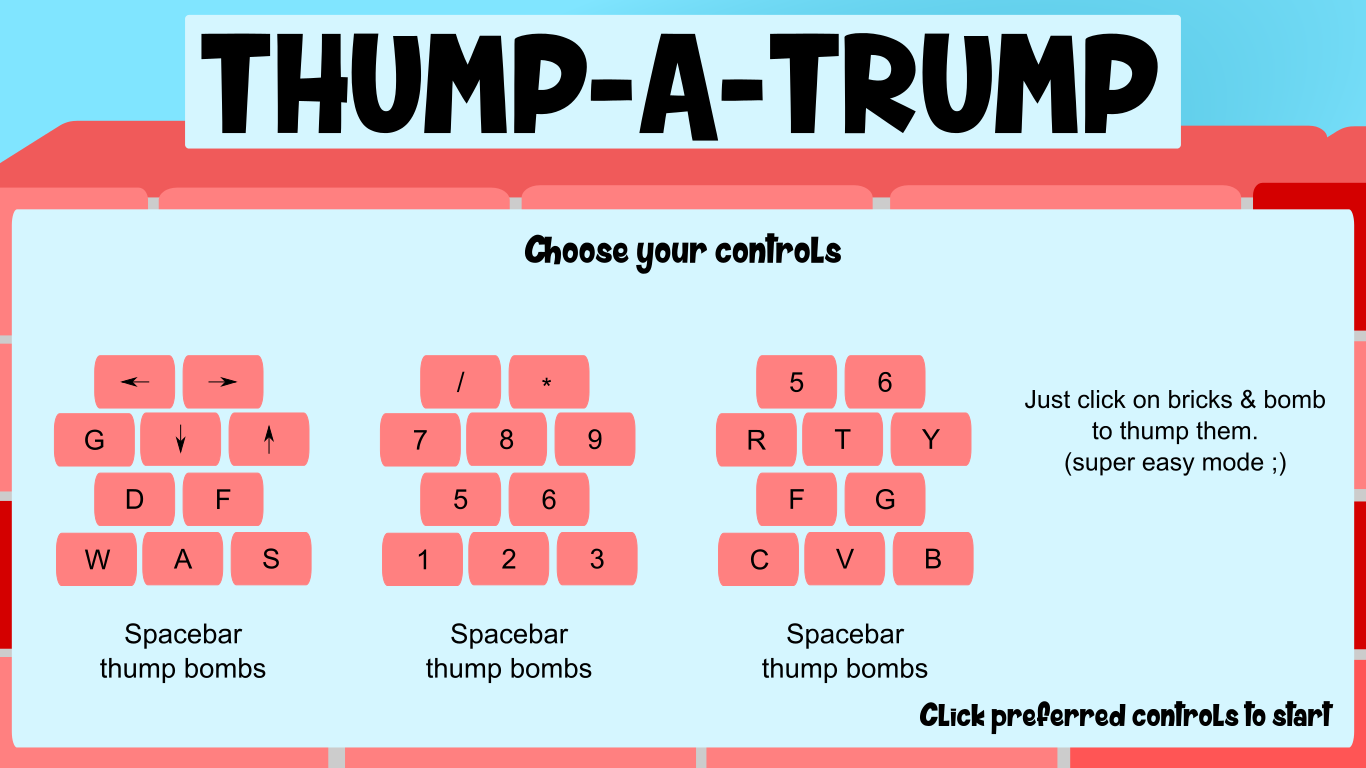 THUMP-A-TRUMP
Choose your controls
← →
G ↓ ↑
D F
W A S
Spacebar
thump bombs
/ *
7 8 9
5 6
1 2 3
Spacebar
thump bombs
5 6
R T Y
F G
C V B
Spacebar
thump bombs
Just click on bricks & bomb
to thump them.
(super easy mode ;)
Click preferred controls to start